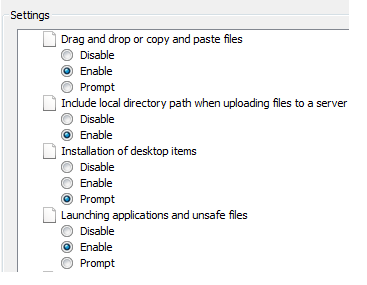 Settings
Drag and drop or copy and paste files
Disable
Enable
Prompt
Include local directory path when uploading files to a server
Disable
Enable
Installation of desktop items
Disable
Enable
Prompt
Launching applications and unsafe files
Disable
Enable
Prompt